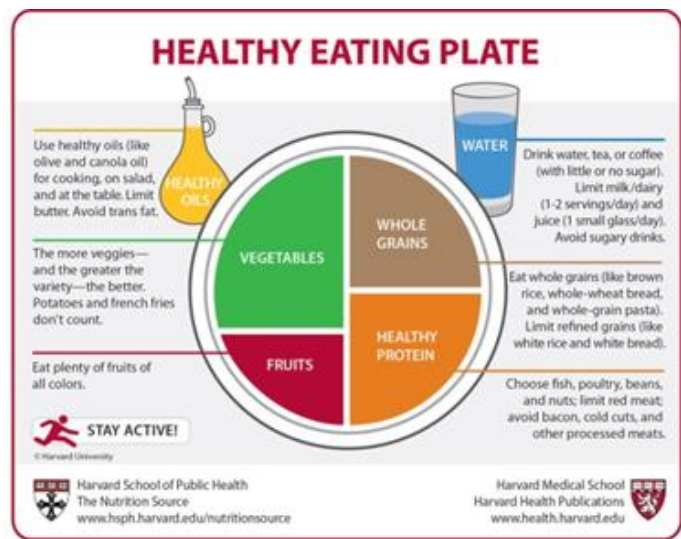 HEALTHY EATING PLATE
Use healthy oils (like
olive and canola oil)
for cooking, on salad,
and at the table. Limit
butter. Avoid trans fat.
HEALTHY
OILS
The more veggies—
and the greater the
variety—the better.
Potatoes and french fries
don't count.
Eat plenty of fruits of
all colors.
VEGETABLES
FRUITS
WHOLE
GRAINS
HEALTHY
PROTEIN
WATER
Drink water, tea, or coffee
(with little or no sugar).
Limit milk/dairy
(1-2 servings/day) and
juice (1 small glass/day).
Avoid sugary drinks.
Eat whole grains (like brown
rice, whole-wheat bread,
and whole-grain pasta).
Limit refined grains (like
white rice and white bread).
Choose fish, poultry, beans,
and nuts; limit red meat;
avoid bacon, cold cuts, and
other processed meats.
STAY ACTIVE!
© Harvard University
Harvard School of Public Health
The Nutrition Source
www.hsph.harvard.edu/nutritionsource
Harvard Medical School
Harvard Health Publications
www.health.harvard.edu